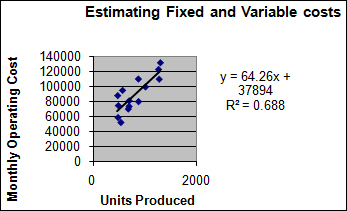 Estimating Fixed and Variable costs
Monthly Operating Cost
140000
120000
100000
80000
60000
40000
20000
0
0
2000
Units Produced
y = 64.26x +
37894
R² = 0.688